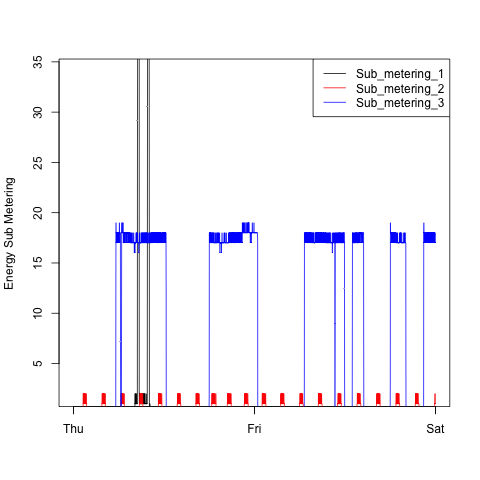 Sub_metering_1
Sub_metering_2
Sub_metering_3
Energy Sub Metering
35
30
25
20
15
10
5
Thu
Fri
Sat